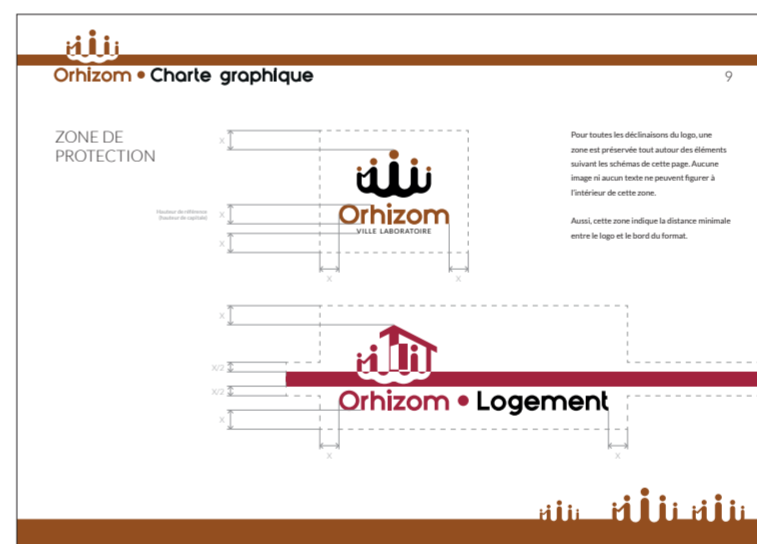 Orhizom • Charte graphique
9
ZONE DE
PROTECTION
Pour toutes les déclinaisons du logo, une
zone est préservée tout autour des éléments
suivant les schémas de cette page. Aucune
image ni aucun texte ne peuvent figurer à
l'intérieur de cette zone.
Aussi, cette zone indique la distance minimale
entre le logo et le bord du format.
X
Hauteur de référence
(hauteur de capitale)
X
X
Orhizom
VILLE LABORATOIRE
X
X
X
X/2
X/2
X
Orhizom • Logement
X
X